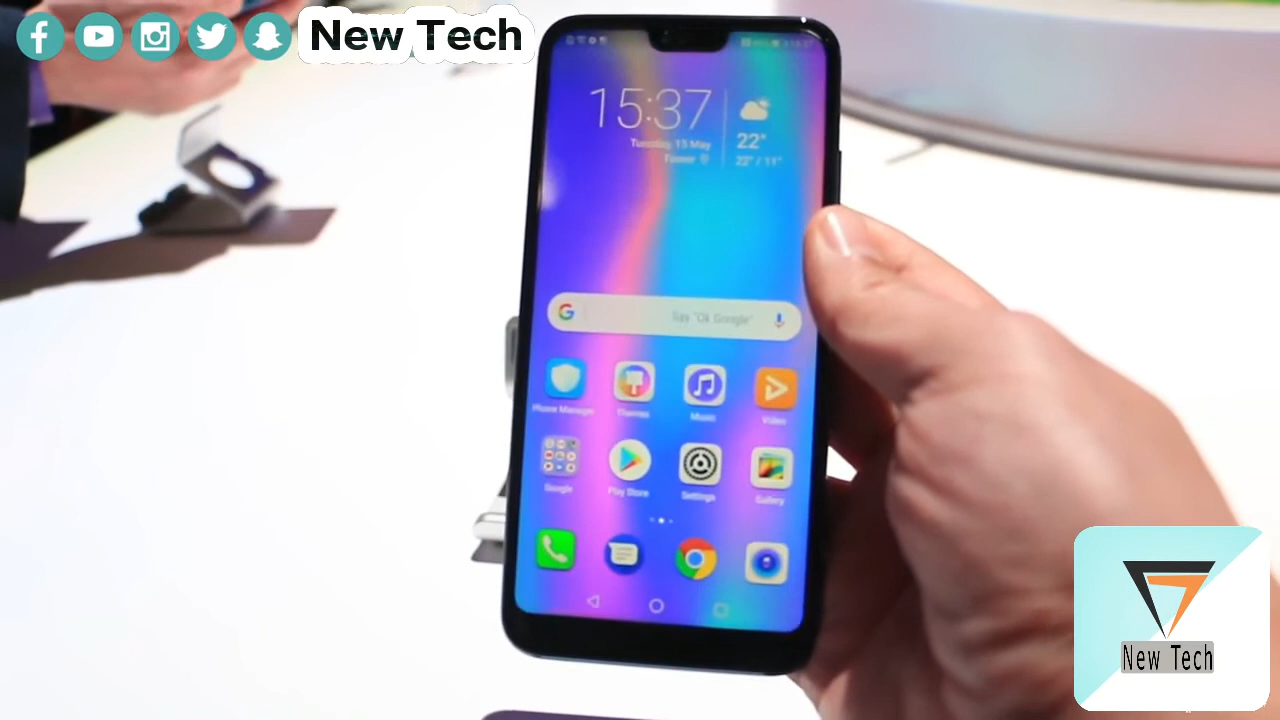 New Tech
15:37
Tuesday, 15 May
Tower
22°
22° / 11°
Say "Ok Google"
Phone Manager
Themes
Music
Video
Google
Play Store
Settings
Gallery
New Tech